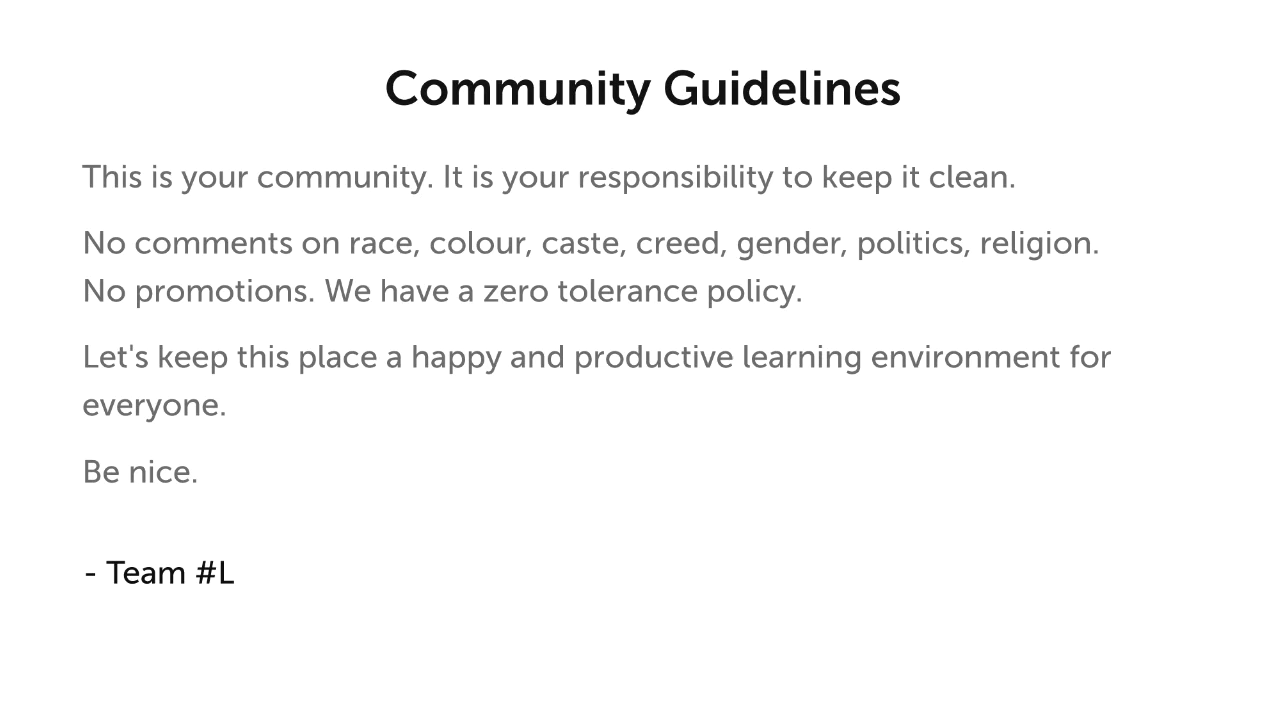 Community Guidelines
This is your community. It is your responsibility to keep it clean.
No comments on race, colour, caste, creed, gender, politics, religion.
No promotions. We have a zero tolerance policy.
Let's keep this place a happy and productive learning environment for
everyone.
Be nice.
- Team #L